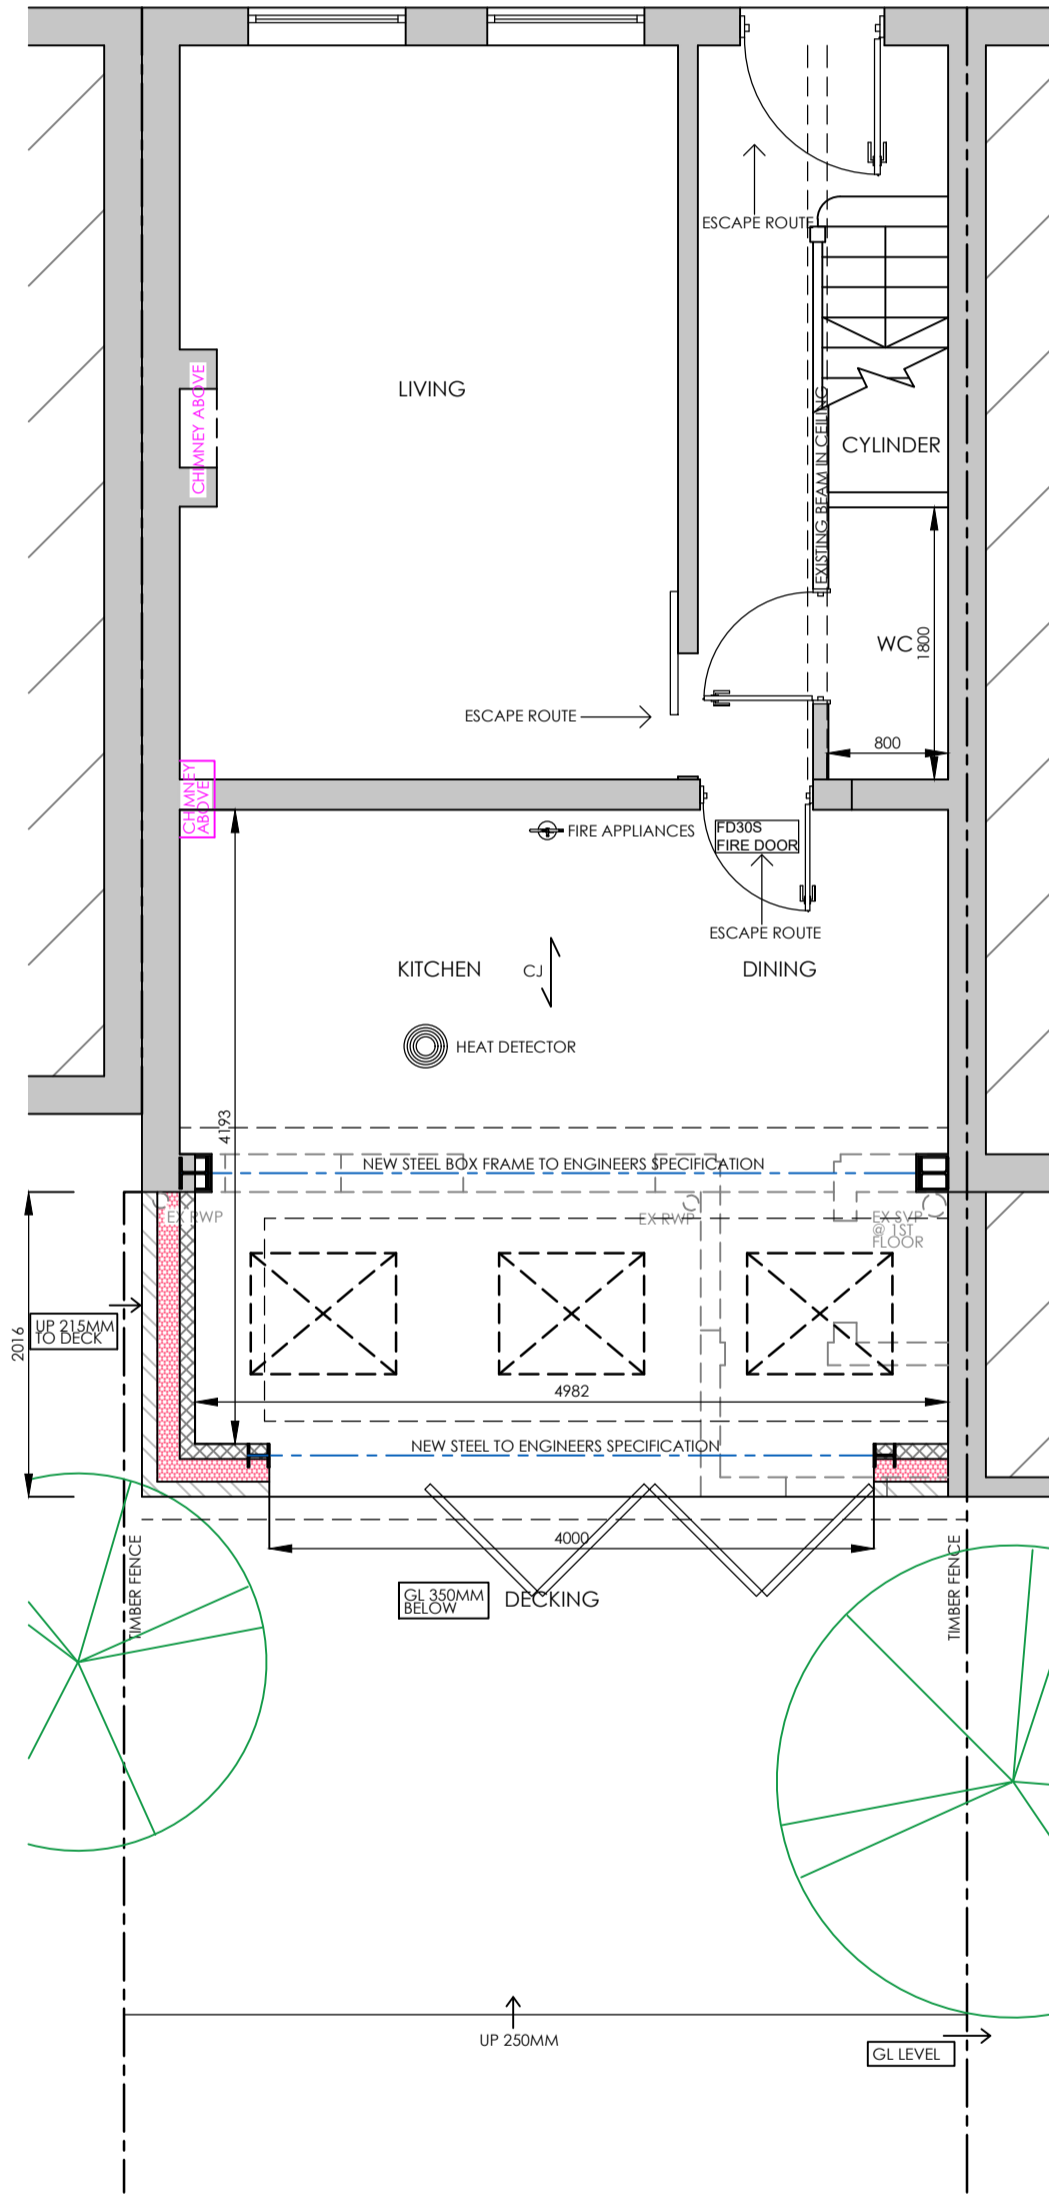 ESCAPE ROUTE
LIVING
CHIMNEY ABOVE
EXISTING BEAM IN CEILING
CYLINDER
WC
1800
ESCAPE ROUTE
800
CHIMNEY
ABOVE
FIRE APPLIANCES
FD30S
FIRE DOOR
ESCAPE ROUTE
KITCHEN
CJ
DINING
HEAT DETECTOR
4193
NEW STEEL BOX FRAME TO ENGINEERS SPECIFICATION
EX RWP
EX RWP
EX SVP
@ 1ST
FLOOR
UP 215MM
TO DECK
2016
4982
NEW STEEL TO ENGINEERS SPECIFICATION
4000
TIMBER FENCE
GL 350MM
BELOW
DECKING
TIMBER FENCE
UP 250MM
GL LEVEL